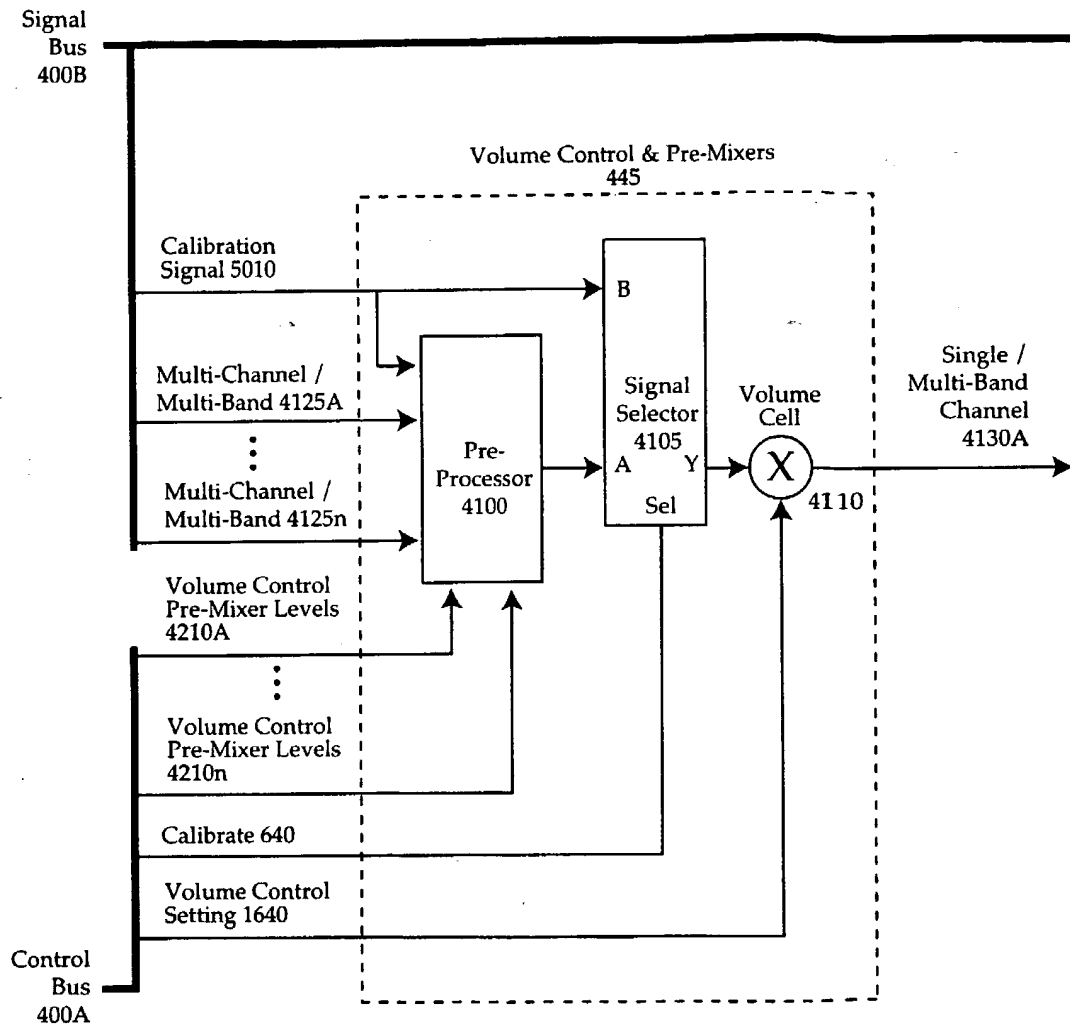 Signal
Bus
400B
Volume Control & Pre-Mixers
445
Calibration
Signal 5010
B
Multi-Channel /
Multi-Band 4125A
Multi-Channel /
Multi-Band 4125n
Pre-
Processor
4100
Signal
Selector
4105
A
Y
Sel
Volume
Cell
X
4110
Single /
Multi-Band
Channel
4130A
Volume Control
Pre-Mixer Levels
4210A
Volume Control
Pre-Mixer Levels
4210n
Calibrate 640
Volume Control
Setting 1640
Control
Bus
400A